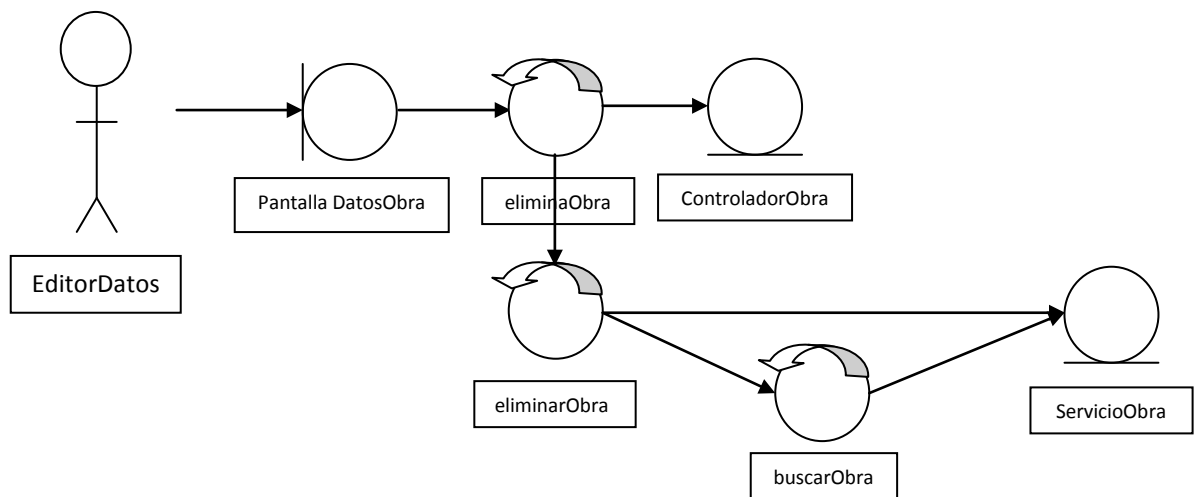 Pantalla DatosObra
eliminaObra
ControladorObra
EditorDatos
eliminarObra
ServicioObra
buscarObra